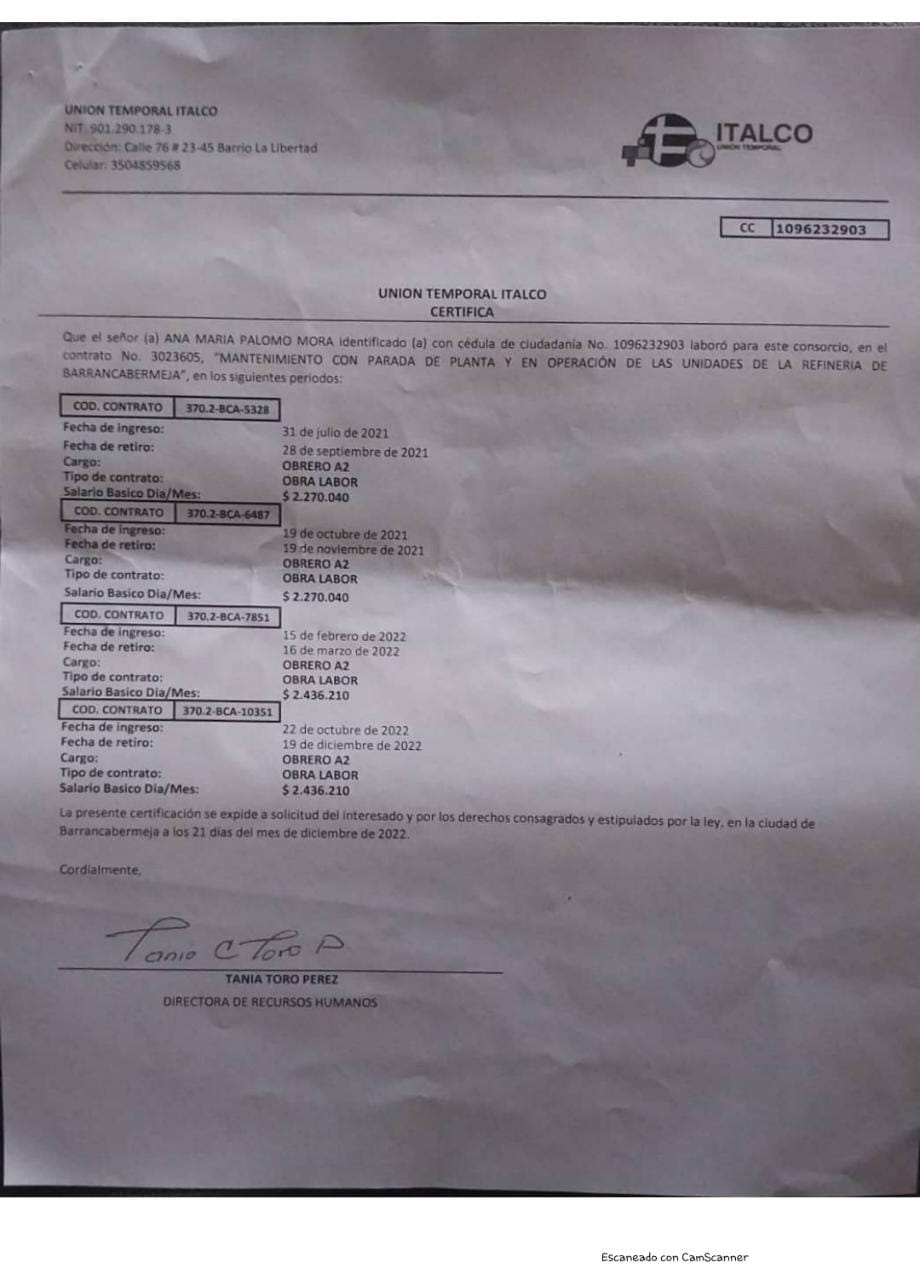 UNION TEMPORAL ITALCO
NIT. 901.290.178-3
Dirección: Calle 76 # 23-45 Barrio La Libertad
Celular: 3504859568
ITALCO
UNION TEMPORAL
CC 1096232903
UNION TEMPORAL ITALCO
CERTIFICA
Que el señor (a) ANA MARIA PALOMO MORA identificado (a) con cédula de ciudadanía No. 1096232903 laboró para este consorcio, en el
contrato No. 3023605, "MANTENIMIENTO CON PARADA DE PLANTA Y EN OPERACIÓN DE LAS UNIDADES DE LA REFINERIA DE
BARRANCABERMEJA", en los siguientes periodos:
COD. CONTRATO 370.2-BCA-5328
Fecha de ingreso: 31 de julio de 2021
Fecha de retiro: 28 de septiembre de 2021
Cargo: OBRERO A2
Tipo de contrato: OBRA LABOR
Salario Basico Dia/Mes: $ 2.270.040
COD. CONTRATO 370.2-BCA-6487
Fecha de ingreso: 19 de octubre de 2021
Fecha de retiro: 19 de noviembre de 2021
Cargo: OBRERO A2
Tipo de contrato: OBRA LABOR
Salario Basico Dia/Mes: $ 2.270.040
COD. CONTRATO 370.2-BCA-7851
Fecha de ingreso: 15 de febrero de 2022
Fecha de retiro: 16 de marzo de 2022
Cargo: OBRERO A2
Tipo de contrato: OBRA LABOR
Salario Basico Dia/Mes: $ 2.436.210
COD. CONTRATO 370.2-BCA-10351
Fecha de ingreso: 22 de octubre de 2022
Fecha de retiro: 19 de diciembre de 2022
Cargo: OBRERO A2
Tipo de contrato: OBRA LABOR
Salario Basico Dia/Mes: $ 2.436.210
La presente certificación se expide a solicitud del interesado y por los derechos consagrados y estipulados por la ley, en la ciudad de
Barrancabermeja a los 21 días del mes de diciembre de 2022.
Cordialmente,
Tania C Toro P
TANIA TORO PEREZ
DIRECTORA DE RECURSOS HUMANOS
Escaneado con CamScanner